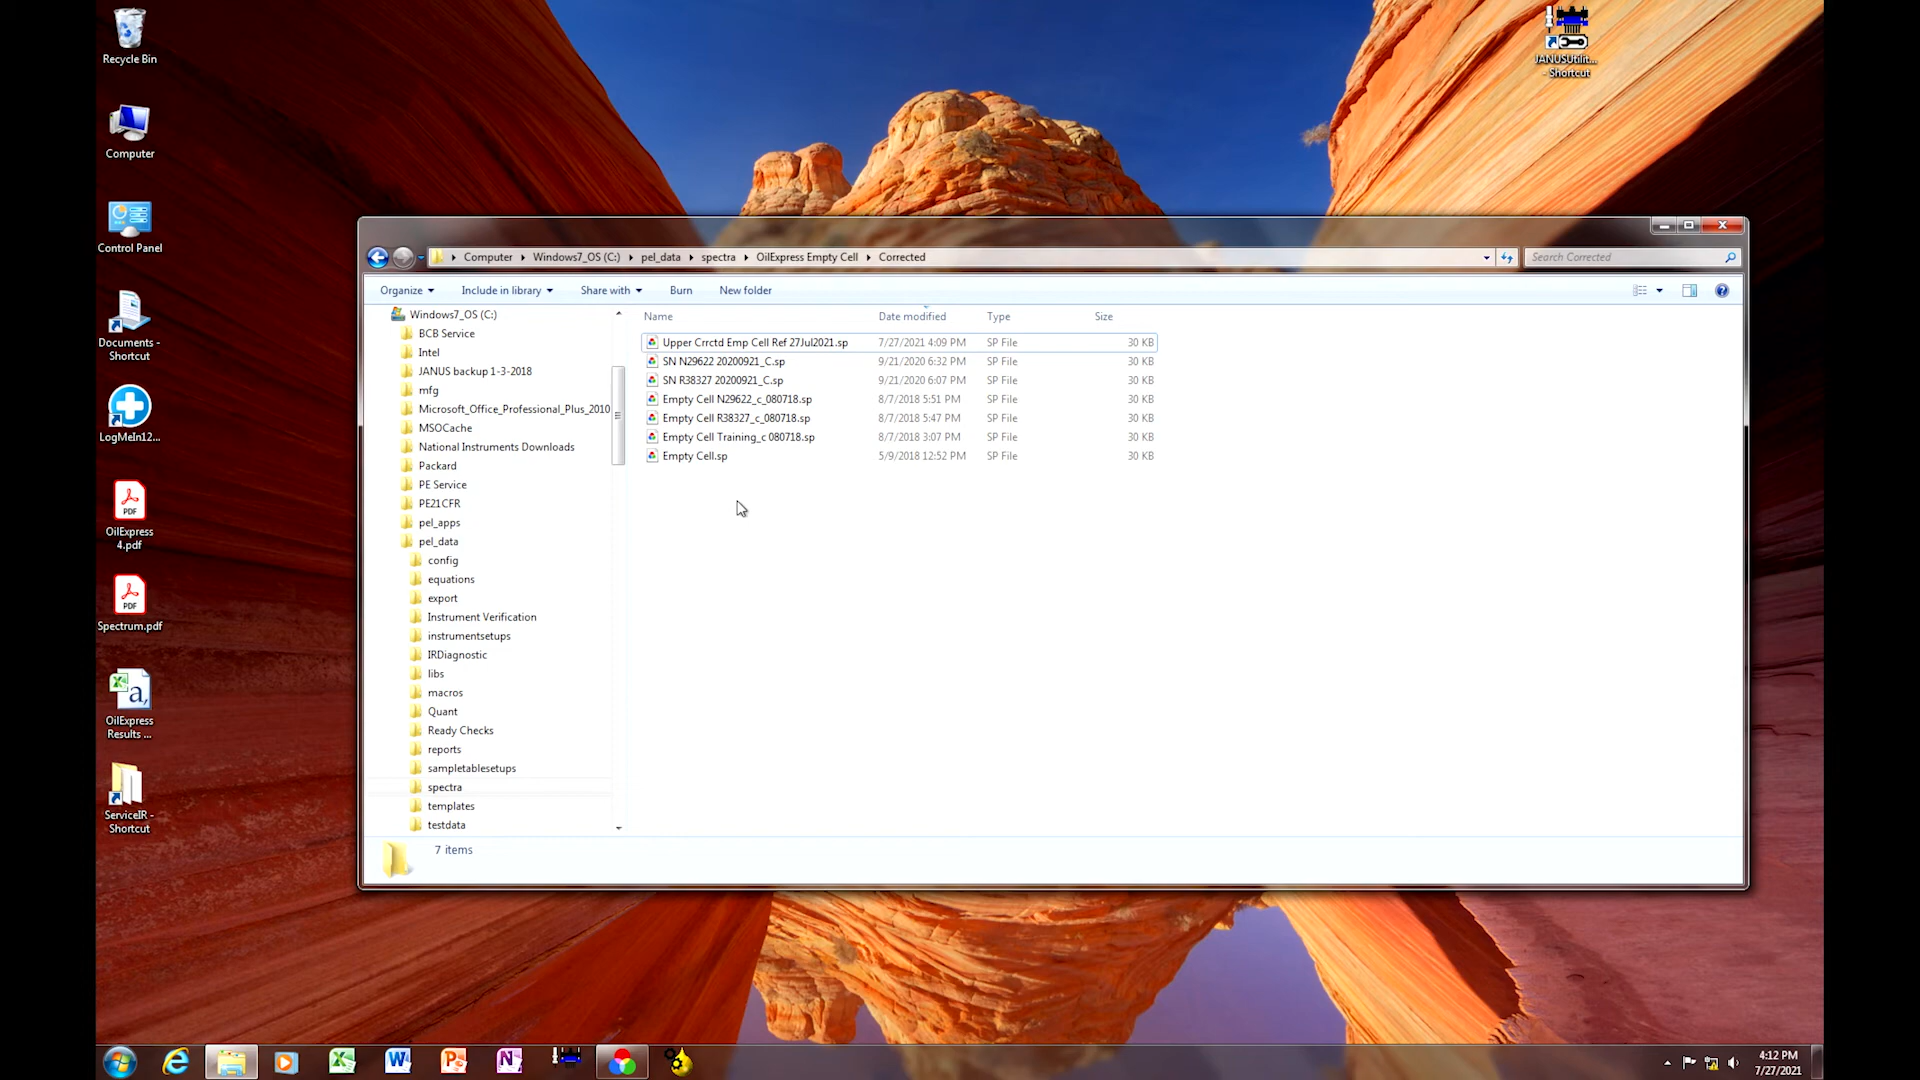 Recycle Bin
Computer
Control Panel
Documents -
Shortcut
LogMeIn12...
PDF
OilExpress
4.pdf
PDF
Spectrum.pdf
OilExpress
Results ...
ServiceIR -
Shortcut
JANUSUtilit...
- Shortcut
Computer Windows7_OS (C:) pel_data spectra OilExpress Empty Cell Corrected
Search Corrected
Organize Include in library Share with Burn New folder
Windows7_OS (C:)
BCB Service
Intel
JANUS backup 1-3-2018
mfg
Microsoft_Office_Professional_Plus_2010
MSOCache
National Instruments Downloads
Packard
PE Service
PE21CFR
pel_apps
pel_data
config
equations
export
Instrument Verification
instrumentsetups
IRDiagnostic
libs
macros
Quant
Ready Checks
reports
sampletablesetups
spectra
templates
testdata
Name Date modified Type Size
Upper Crrctd Emp Cell Ref 27Jul2021.sp 7/27/2021 4:09 PM SP File 30 KB
SN N29622 20200921_C.sp 9/21/2020 6:32 PM SP File 30 KB
SN R38327 20200921_C.sp 9/21/2020 6:07 PM SP File 30 KB
Empty Cell N29622_c_080718.sp 8/7/2018 5:51 PM SP File 30 KB
Empty Cell R38327_c_080718.sp 8/7/2018 5:47 PM SP File 30 KB
Empty Cell Training_c 080718.sp 8/7/2018 3:07 PM SP File 30 KB
Empty Cell.sp 5/9/2018 12:52 PM SP File 30 KB
7 items
4:12 PM
7/27/2021